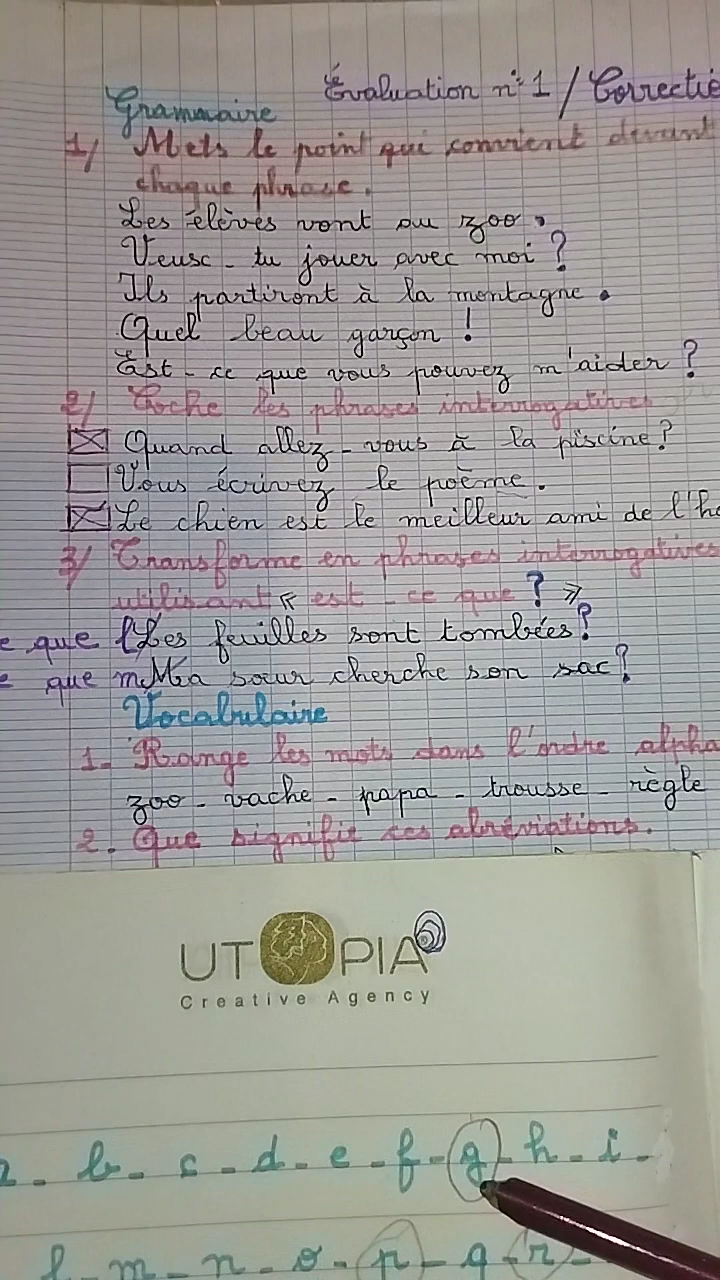 Évaluation n° 1 / Correctio
Grammaire
1/ Mets le point qui convient devant
chaque phrase.
Les élèves vont au zoo.
Veux-tu jouer avec moi ?
Ils partiront à la montagne.
Quel beau garçon !
Est-ce que vous pouvez m'aider ?
2/ Coche les phrases interrogatives
Quand allez-vous à la piscine ?
Vous écrivez le poème.
Le chien est le meilleur ami de l'ho
3/ Transforme en phrases interrogatives
utilisant « est-ce que ? »
e que lLes feuilles sont tombées ?
e que mMa sœur cherche son sac ?
Vocabulaire
1. Range les mots dans l'ordre alpha
zoo - vache - papa - trousse - règle
2. Que signifie ces abréviations.
UTOPIA
Creative Agency
a - b - c - d - e - f - g - h - i -
l - m - n - o - p - q - r -